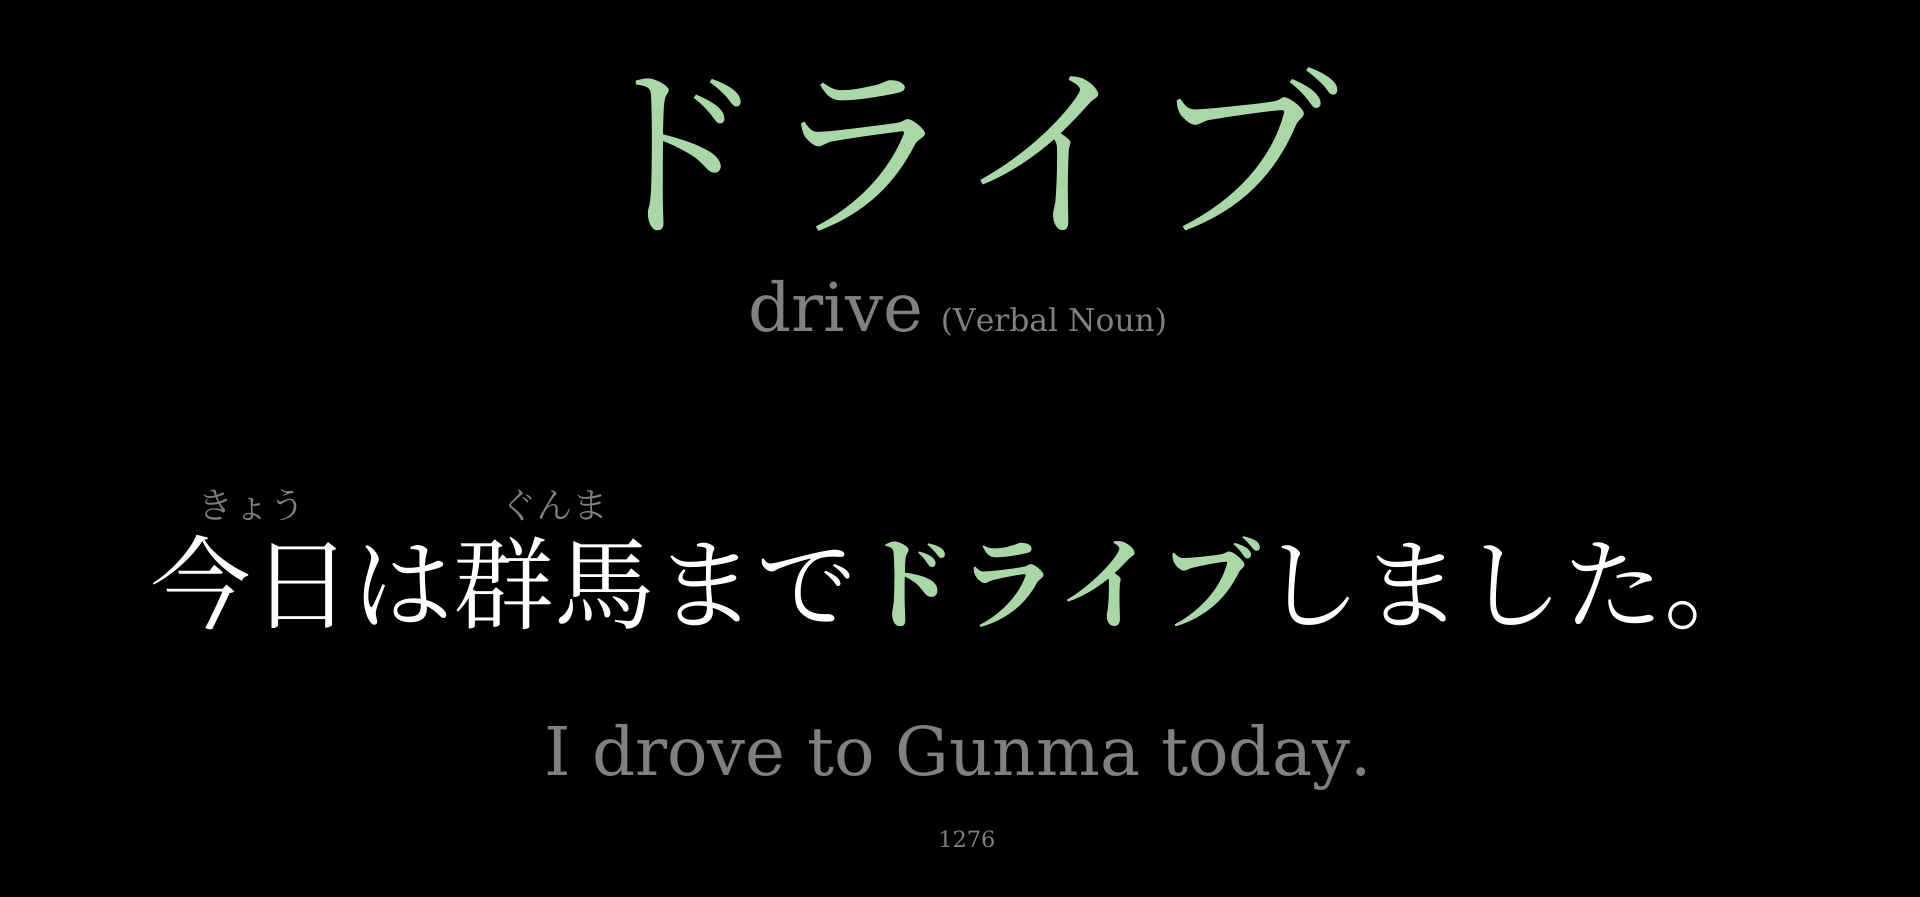 ドライブ
drive (Verbal Noun)
きょう ぐんま
今日は群馬までドライブしました。
I drove to Gunma today.
1276